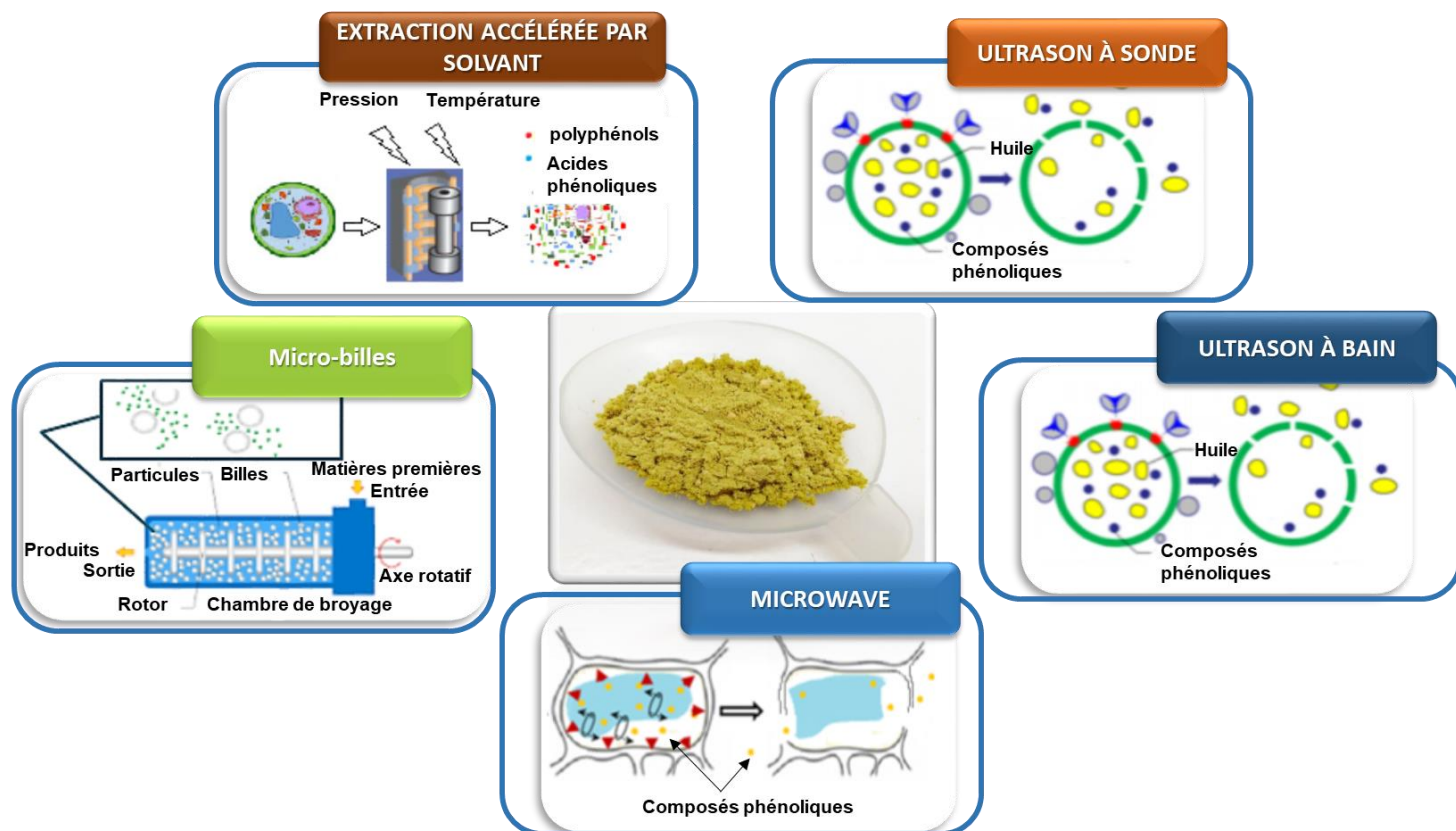 EXTRACTION ACCÉLÉRÉE PAR
SOLVANT
Pression
Température
polyphénols
Acides
phénoliques
ULTRASON À SONDE
Huile
Composés
phénoliques
Micro-billes
Particules
Billes
Matières premières
Entrée
Produits
Sortie
Axe rotatif
Rotor
Chambre de broyage
ULTRASON À BAIN
Huile
Composés
phénoliques
MICROWAVE
Composés phénoliques